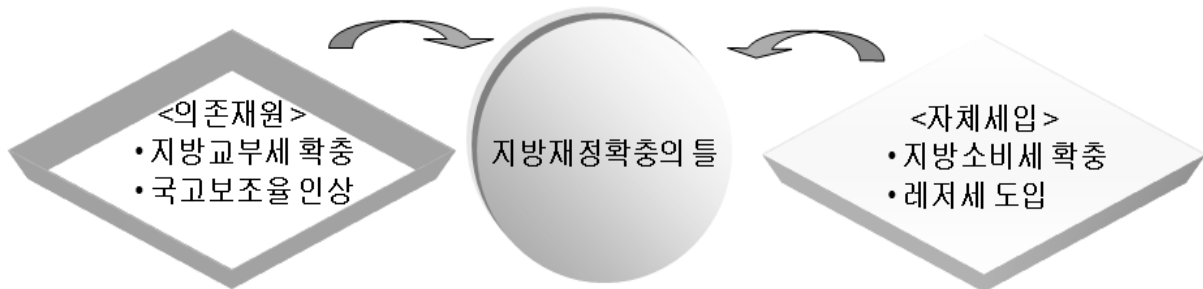 <의존재원>
• 지방교부세 확충
• 국고보조율 인상
지방재정확충의 틀
<자체세입>
• 지방소비세 확충
• 레저세 도입